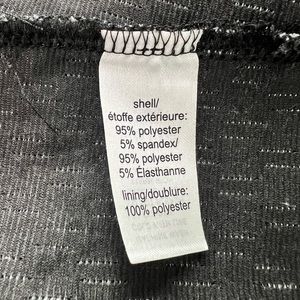 shell/
étoffe extérieure:
95% polyester
5% spandex/
95% polyester
5% Élasthanne
lining/doublure:
100% polyester